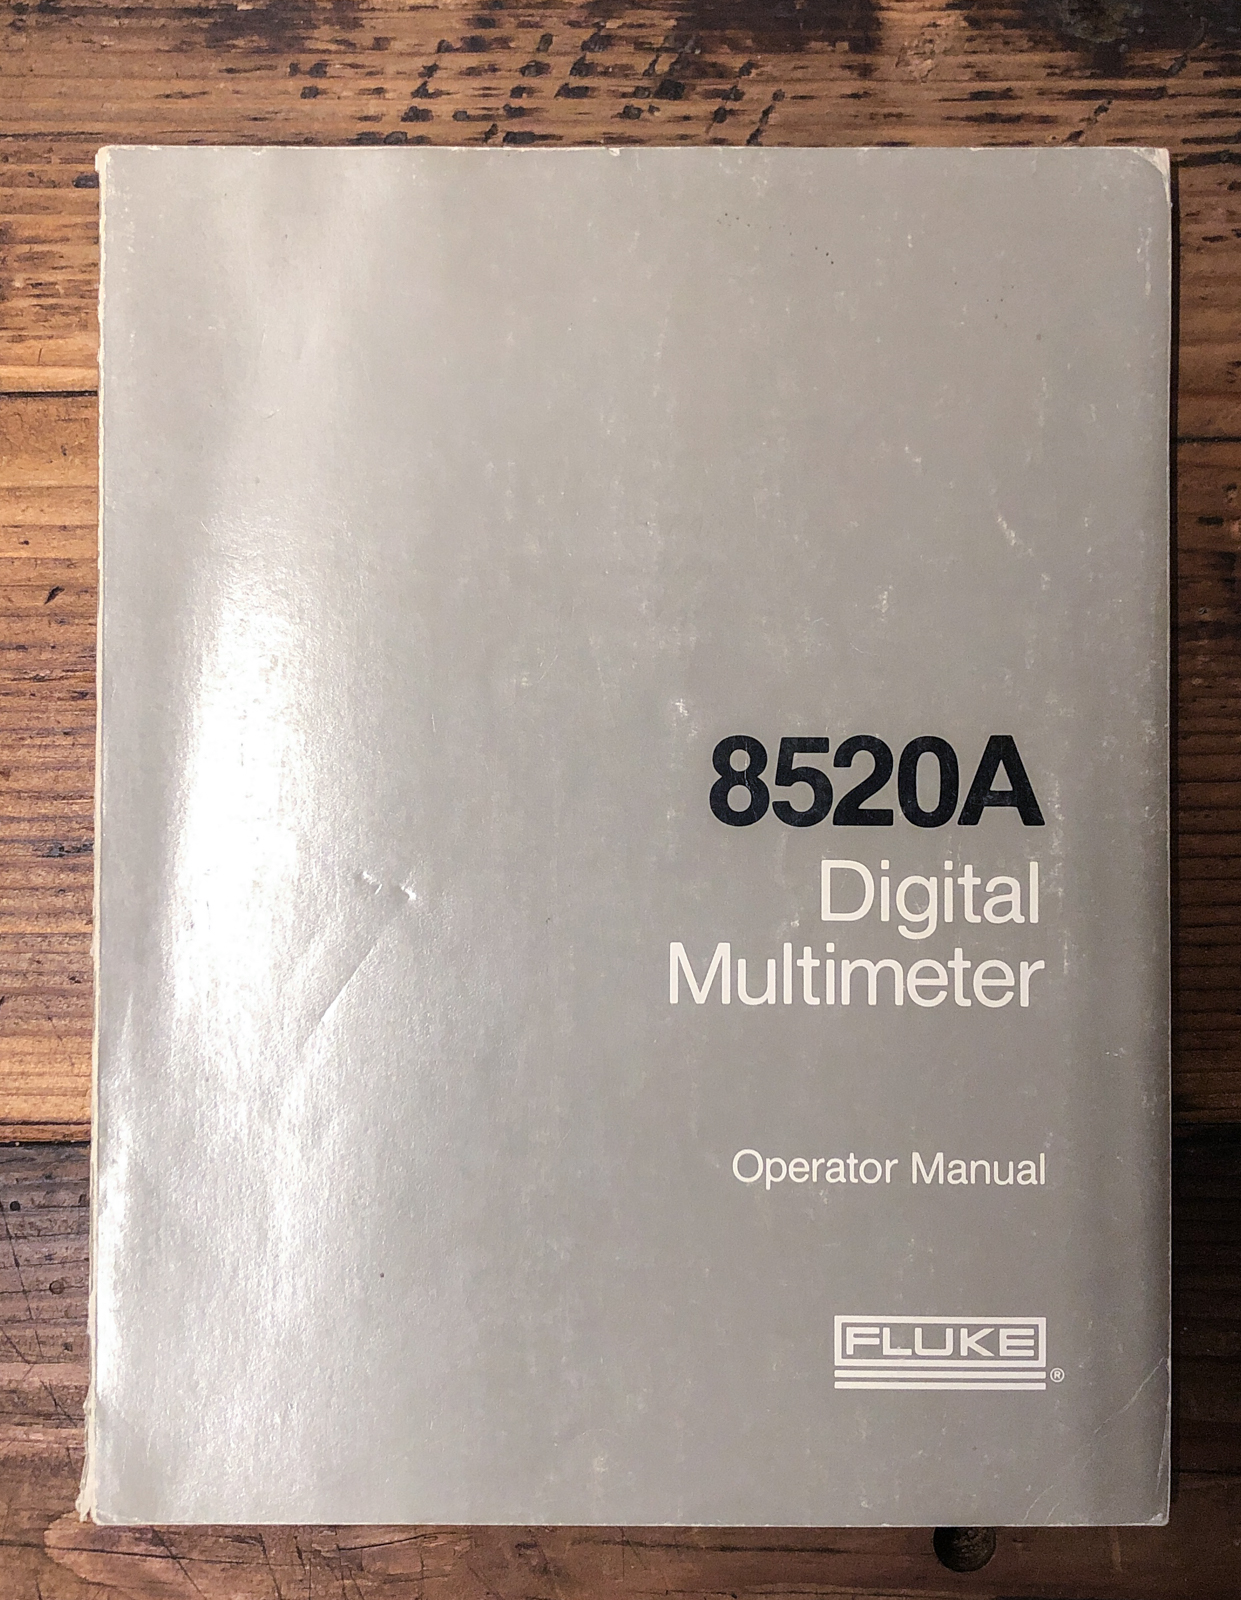 8520A
Digital
Multimeter
Operator Manual
FLUKE
®